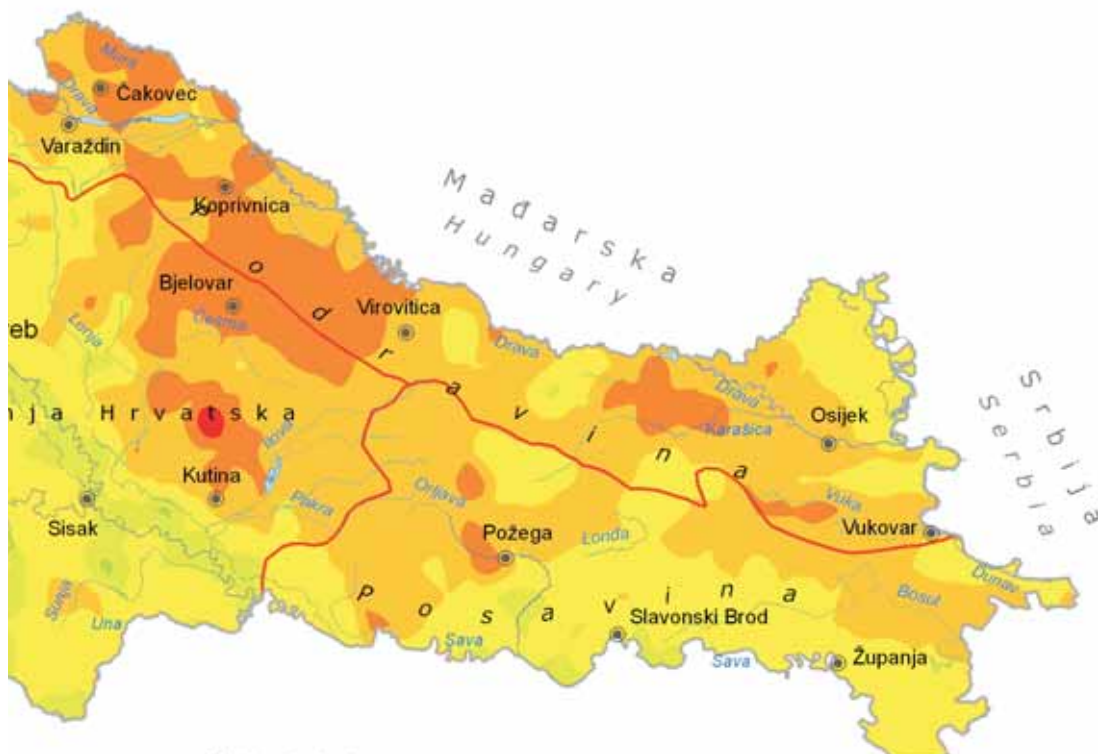 Mura
Drava
Čakovec
Varaždin
Mađarska
Hungary
Koprivnica
Podravina
Bjelovar
Česma
Virovitica
Drava
Lonja
eb
nja Hrvatska
Ilova
Kutina
Pakra
Sisak
Sunja
Una
Orljava
Požega
Londa
Posavina
Slavonski Brod
Sava
Sava
Karašica
Drava
Osijek
Vuka
Vukovar
Srbija
Serbia
Dunav
Bosut
Županja